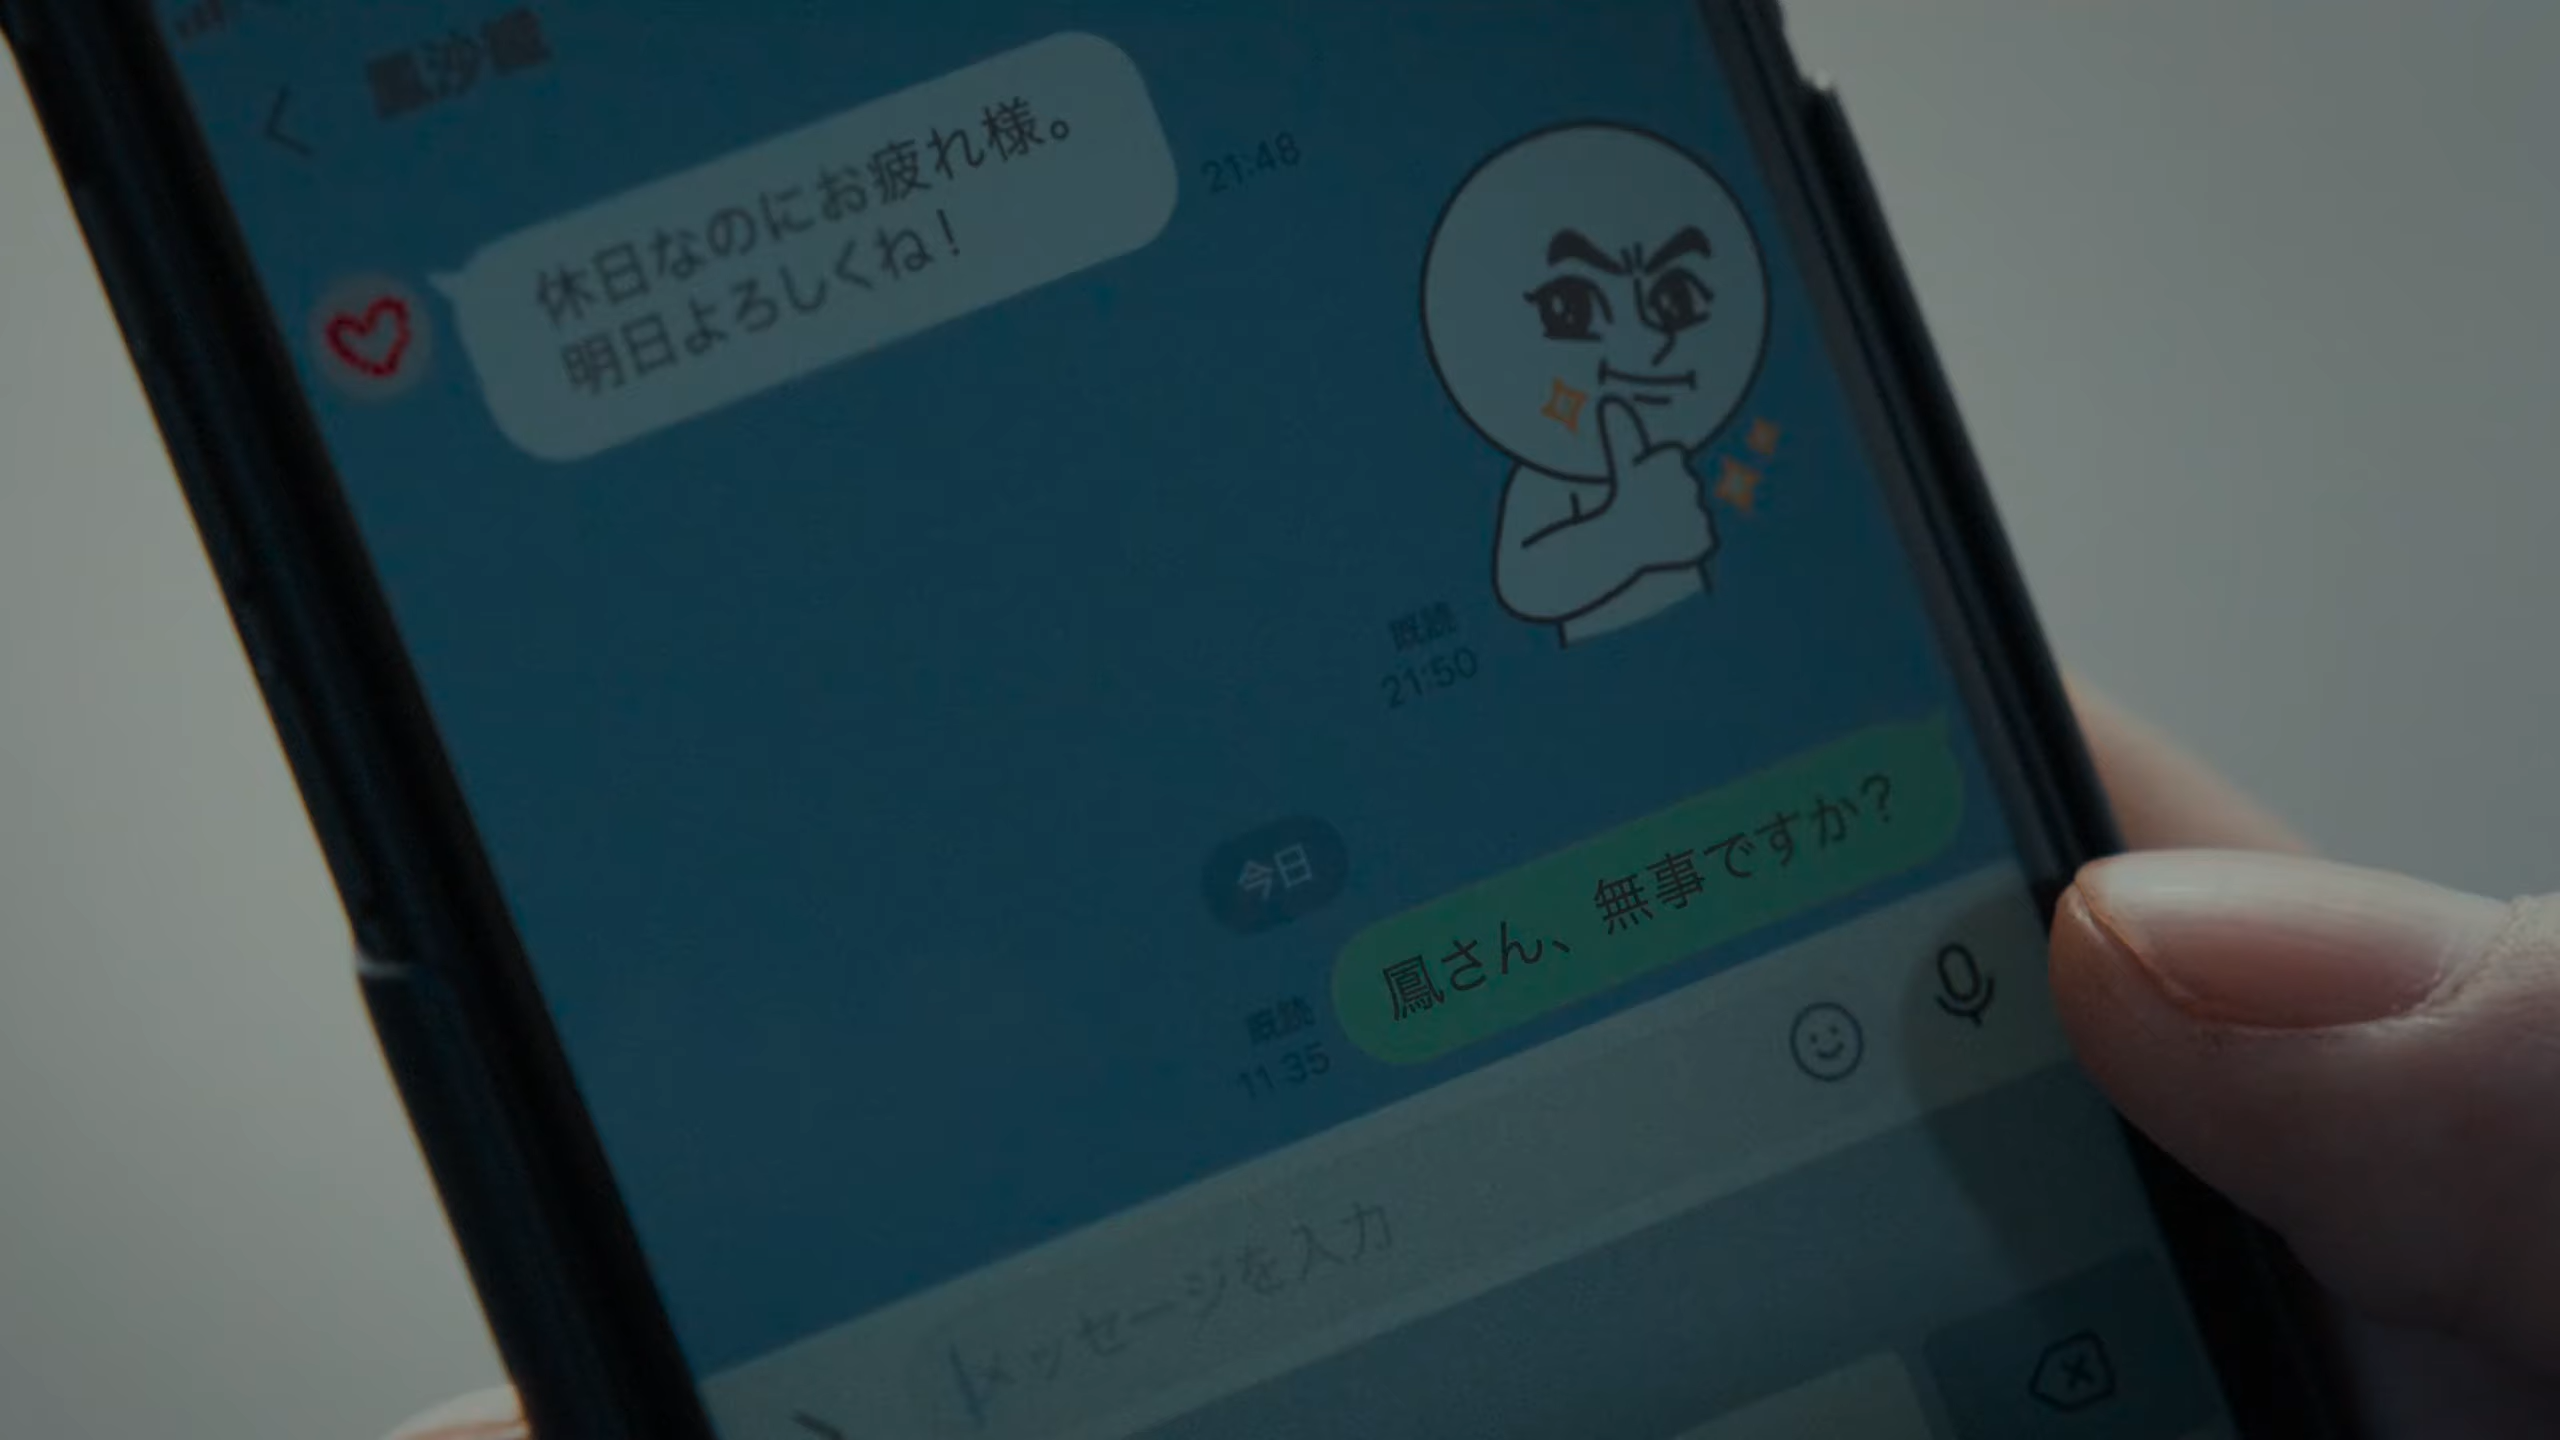 休日なのにお疲れ様。
明日よろしくね！
21:48
既読
21:50
今日
鳳さん、無事ですか？
既読
11:35
メッセージを入力